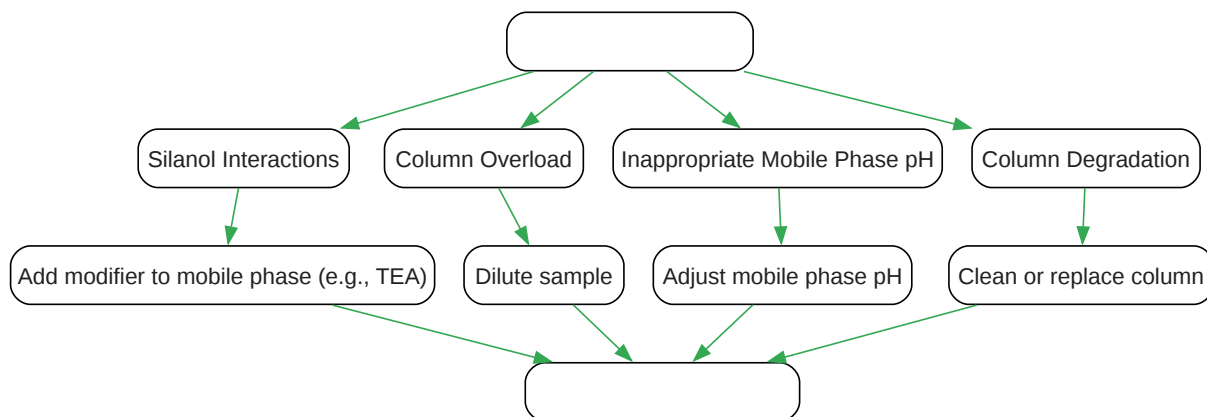 Silanol Interactions
Column Overload
Inappropriate Mobile Phase pH
Column Degradation
Add modifier to mobile phase (e.g., TEA)
Dilute sample
Adjust mobile phase pH
Clean or replace column